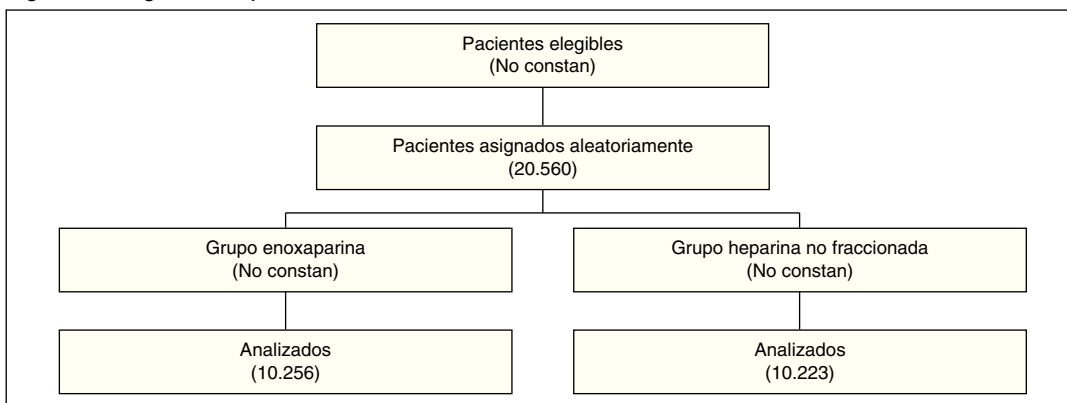 Pacientes elegibles
(No constan)
Pacientes asignados aleatoriamente
(20.560)
Grupo enoxaparina
(No constan)
Grupo heparina no fraccionada
(No constan)
Analizados
(10.256)
Analizados
(10.223)